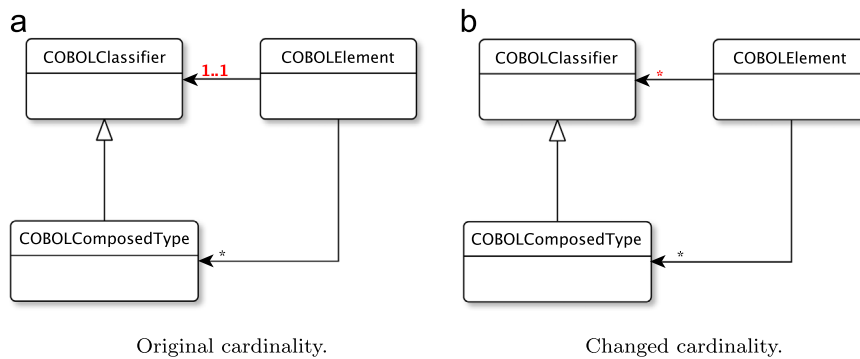 a
COBOLClassifier
1..1
COBOLElement
COBOLComposedType
*
Original cardinality.
b
COBOLClassifier
*
COBOLElement
COBOLComposedType
*
Changed cardinality.